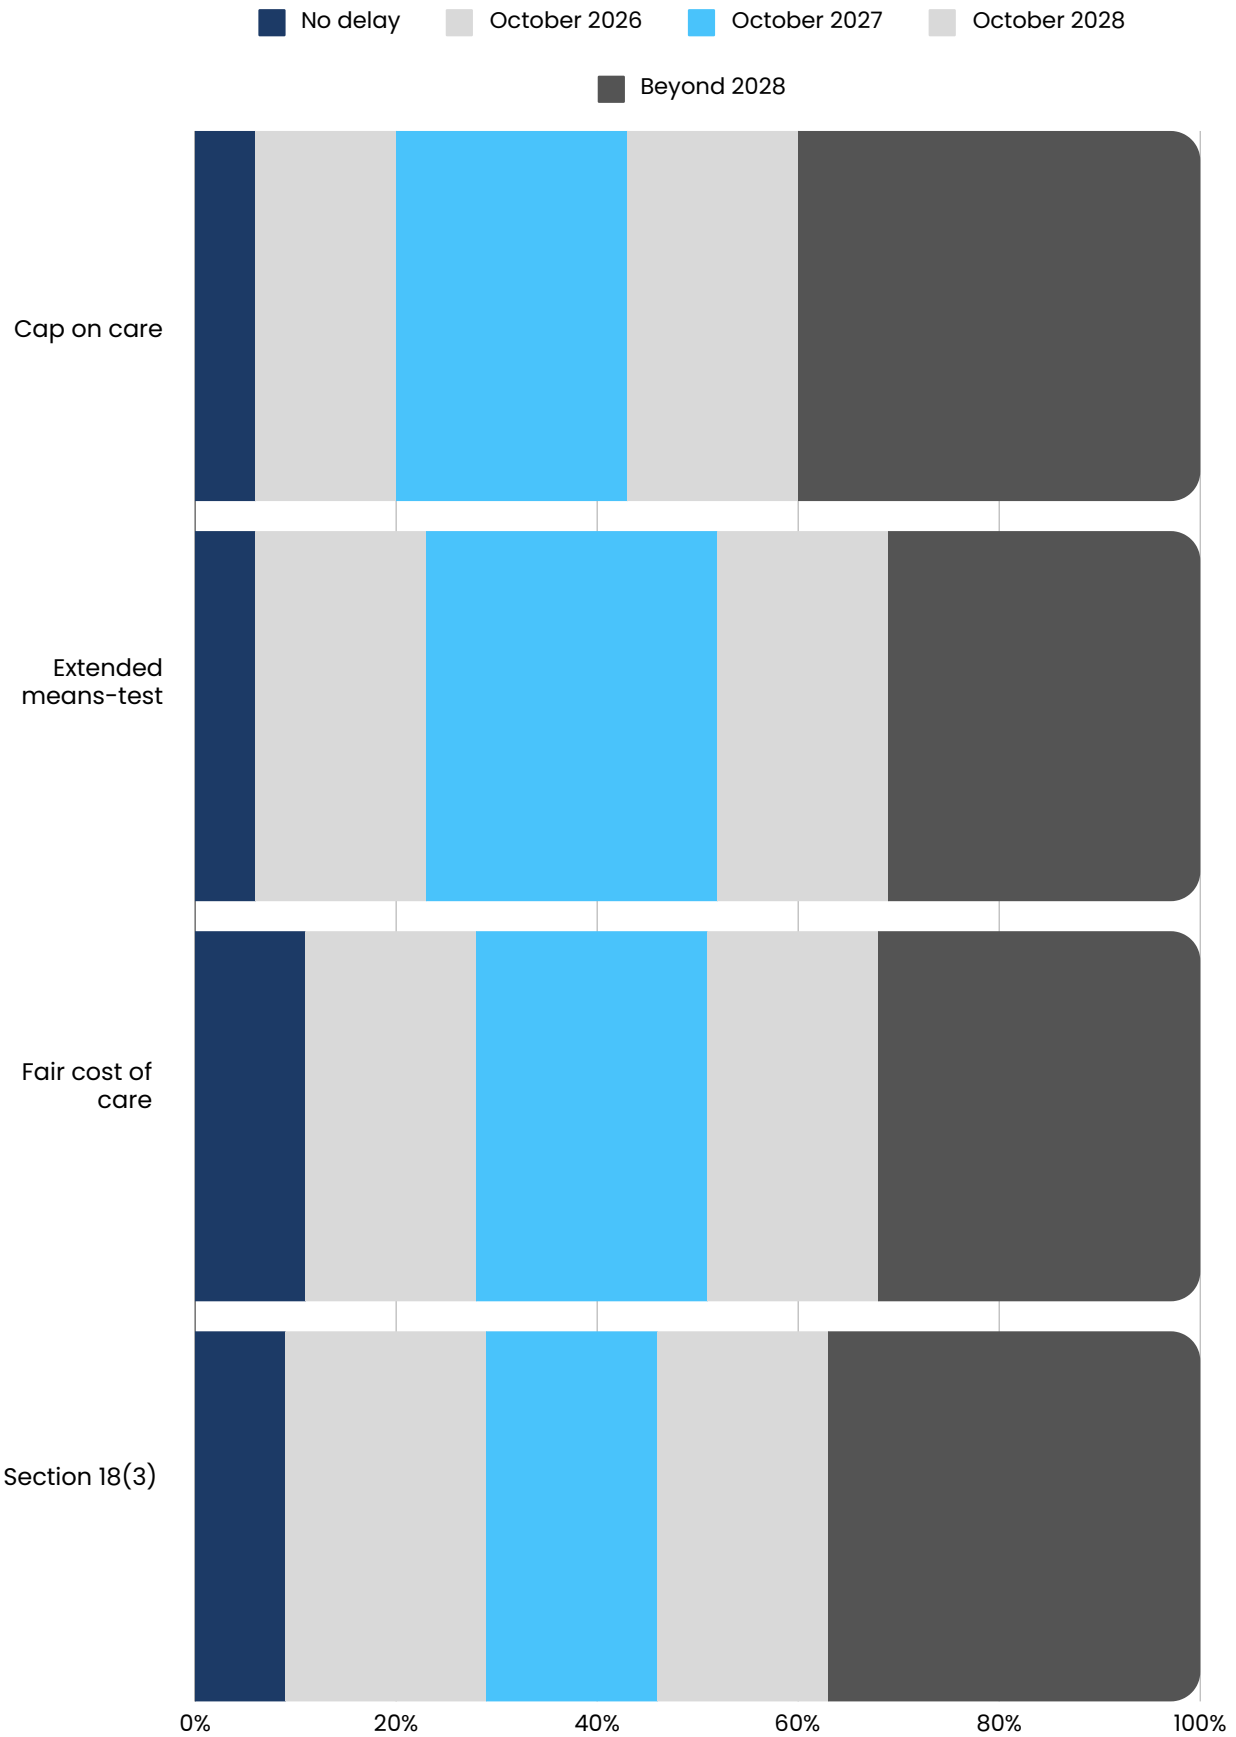 No delay October 2026 October 2027 October 2028
Beyond 2028
Cap on care
Extended
means-test
Fair cost of
care
Section 18(3)
0% 20% 40% 60% 80% 100%